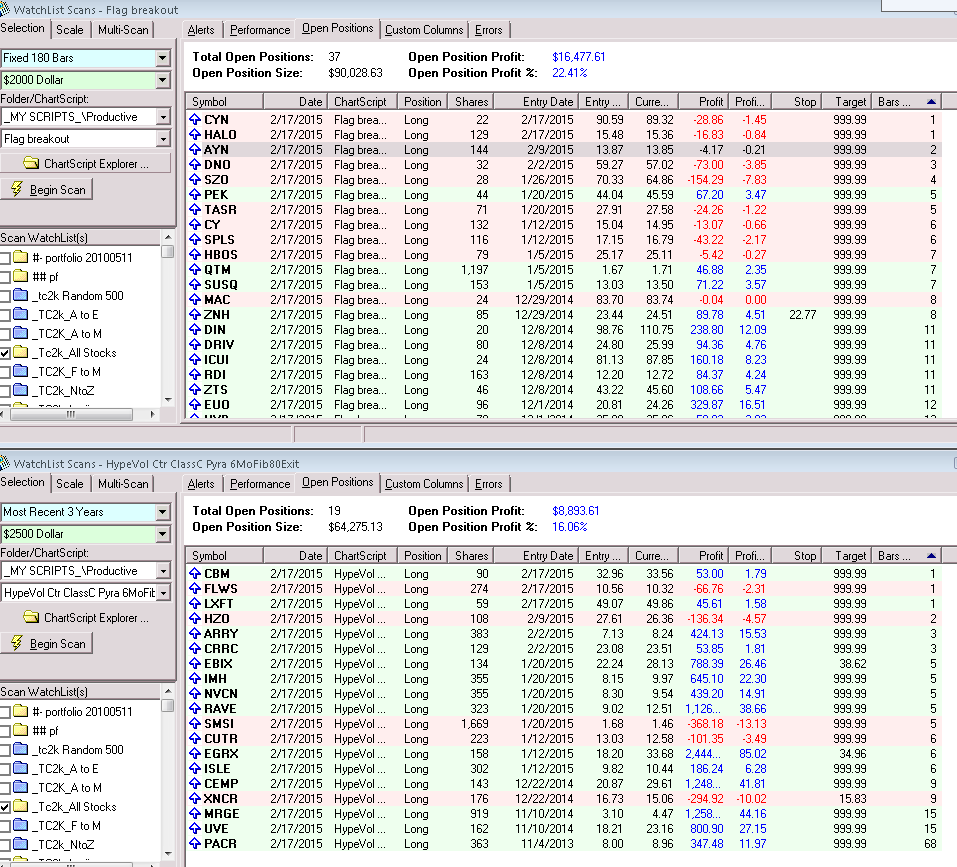 WatchList Scans - Flag breakout
Selection Scale Multi-Scan
Fixed 180 Bars
$2000 Dollar
Folder/ChartScript:
_MY SCRIPTS_\Productive
Flag breakout
ChartScript Explorer ...
Begin Scan
Scan WatchList(s)
#- portfolio 20100511
## pf
_tc2k Random 500
_TC2K_A to E
_TC2K_A to M
_Tc2k_All Stocks
_TC2K_F to M
_TC2k_NtoZ
Alerts Performance Open Positions Custom Columns Errors
Total Open Positions: 37 Open Position Profit: $16,477.61
Open Position Size: $90,028.63 Open Position Profit %: 22.41%
Symbol Date ChartScript Position Shares Entry Date Entry ... Curre... Profit Profi... Stop Target Bars ...
CYN 2/17/2015 Flag brea... Long 22 2/17/2015 90.59 89.32 -28.86 -1.45 999.99 1
HALO 2/17/2015 Flag brea... Long 129 2/17/2015 15.48 15.36 -16.83 -0.84 999.99 1
AYN 2/17/2015 Flag brea... Long 144 2/9/2015 13.87 13.85 -4.17 -0.21 999.99 2
DNO 2/17/2015 Flag brea... Long 32 2/2/2015 59.27 57.02 -73.00 -3.85 999.99 3
SZO 2/17/2015 Flag brea... Long 28 1/26/2015 70.33 64.86 -154.29 -7.83 999.99 4
PEK 2/17/2015 Flag brea... Long 44 1/20/2015 44.04 45.59 67.20 3.47 999.99 5
TASR 2/17/2015 Flag brea... Long 71 1/20/2015 27.91 27.58 -24.26 -1.22 999.99 5
CY 2/17/2015 Flag brea... Long 132 1/12/2015 15.04 14.95 -13.07 -0.66 999.99 6
SPLS 2/17/2015 Flag brea... Long 116 1/12/2015 17.15 16.79 -43.22 -2.17 999.99 6
HBOS 2/17/2015 Flag brea... Long 79 1/5/2015 25.17 25.11 -5.42 -0.27 999.99 7
QTM 2/17/2015 Flag brea... Long 1,197 1/5/2015 1.67 1.71 46.88 2.35 999.99 7
SUSQ 2/17/2015 Flag brea... Long 153 1/5/2015 13.03 13.50 71.22 3.57 999.99 7
MAC 2/17/2015 Flag brea... Long 24 12/29/2014 83.70 83.74 -0.04 0.00 999.99 8
ZNH 2/17/2015 Flag brea... Long 85 12/29/2014 23.44 24.51 89.78 4.51 22.77 999.99 8
DIN 2/17/2015 Flag brea... Long 20 12/8/2014 98.76 110.75 238.80 12.09 999.99 11
DRIV 2/17/2015 Flag brea... Long 80 12/8/2014 24.80 25.99 94.36 4.76 999.99 11
ICUI 2/17/2015 Flag brea... Long 24 12/8/2014 81.13 87.85 160.18 8.23 999.99 11
RDI 2/17/2015 Flag brea... Long 163 12/8/2014 12.20 12.72 84.37 4.24 999.99 11
ZTS 2/17/2015 Flag brea... Long 46 12/8/2014 43.22 45.60 108.66 5.47 999.99 11
EUO 2/17/2015 Flag brea... Long 96 12/1/2014 20.81 24.26 329.87 16.51 999.99 12
WatchList Scans - HypeVol Ctr ClassC Pyra 6MoFib80Exit
Selection Scale Multi-Scan
Most Recent 3 Years
$2500 Dollar
Folder/ChartScript:
_MY SCRIPTS_\Productive
HypeVol Ctr ClassC Pyra 6MoFib
ChartScript Explorer ...
Begin Scan
Scan WatchList(s)
#- portfolio 20100511
## pf
_tc2k Random 500
_TC2K_A to E
_TC2K_A to M
_Tc2k_All Stocks
_TC2K_F to M
_TC2k_NtoZ
Alerts Performance Open Positions Custom Columns Errors
Total Open Positions: 19 Open Position Profit: $8,893.61
Open Position Size: $64,275.13 Open Position Profit %: 16.06%
Symbol Date ChartScript Position Shares Entry Date Entry ... Curre... Profit Profi... Stop Target Bars ...
CBM 2/17/2015 HypeVol ... Long 90 2/17/2015 32.96 33.56 53.00 1.79 999.99 1
FLWS 2/17/2015 HypeVol ... Long 274 2/17/2015 10.56 10.32 -66.76 -2.31 999.99 1
LXFT 2/17/2015 HypeVol ... Long 59 2/17/2015 49.07 49.86 45.61 1.58 999.99 1
HZO 2/17/2015 HypeVol ... Long 108 2/9/2015 27.61 26.36 -136.34 -4.57 999.99 2
ARRY 2/17/2015 HypeVol ... Long 383 2/2/2015 7.13 8.24 424.13 15.53 999.99 3
CRRC 2/17/2015 HypeVol ... Long 129 2/2/2015 23.08 23.51 53.85 1.81 999.99 3
EBIX 2/17/2015 HypeVol ... Long 134 1/20/2015 22.24 28.13 788.39 26.46 38.62 5
IMH 2/17/2015 HypeVol ... Long 355 1/20/2015 8.15 9.97 645.10 22.30 999.99 5
NVCN 2/17/2015 HypeVol ... Long 355 1/20/2015 8.30 9.54 439.20 14.91 999.99 5
RAVE 2/17/2015 HypeVol ... Long 323 1/20/2015 9.02 12.51 1,126... 38.66 999.99 5
SMSI 2/17/2015 HypeVol ... Long 1,669 1/20/2015 1.68 1.46 -368.18 -13.13 999.99 5
CUTR 2/17/2015 HypeVol ... Long 223 1/12/2015 13.03 12.58 -101.35 -3.49 999.99 6
EGRX 2/17/2015 HypeVol ... Long 158 1/12/2015 18.20 33.68 2,444... 85.02 34.96 6
ISLE 2/17/2015 HypeVol ... Long 302 1/12/2015 9.82 10.44 186.24 6.28 999.99 6
CEMP 2/17/2015 HypeVol ... Long 143 12/22/2014 20.87 29.61 1,248... 41.81 999.99 9
XNCR 2/17/2015 HypeVol ... Long 176 12/22/2014 16.73 15.06 -294.92 -10.02 15.83 9
MRGE 2/17/2015 HypeVol ... Long 919 11/10/2014 3.10 4.47 1,258... 44.16 999.99 15
UVE 2/17/2015 HypeVol ... Long 162 11/10/2014 18.21 23.16 800.90 27.15 999.99 15
PACR 2/17/2015 HypeVol ... Long 363 11/4/2013 8.00 8.96 347.48 11.97 999.99 68